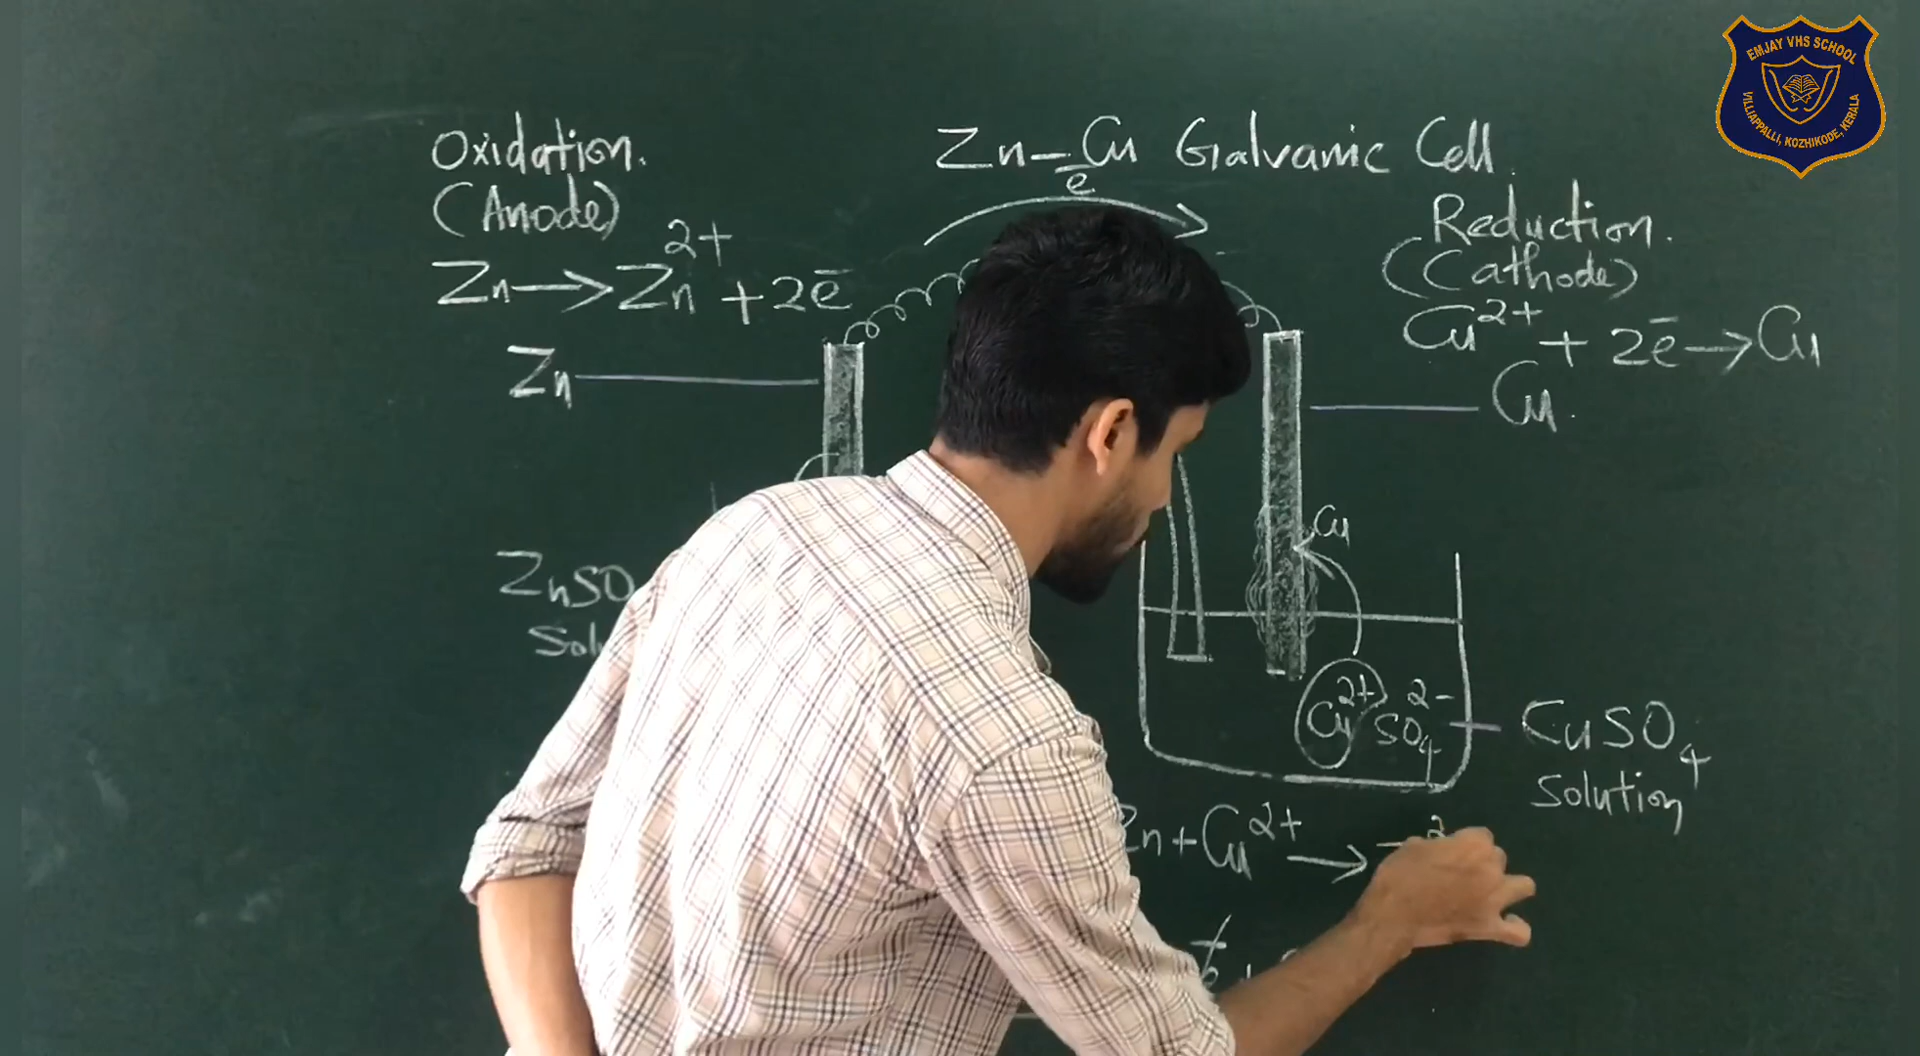 EMJAY VHS SCHOOL
VILLIAPPALLI, KOZHIKODE, KERALA
Oxidation.
(Anode)
Zn → Zn²⁺ + 2e⁻
Zn
Zn – Cu Galvanic Cell.
e⁻
Reduction.
(Cathode)
Cu²⁺ + 2e⁻ → Cu
Cu.
Cu
ZnSO
Cu²⁺ SO₄²⁻
CuSO₄
Solution
Zn + Cu²⁺ →